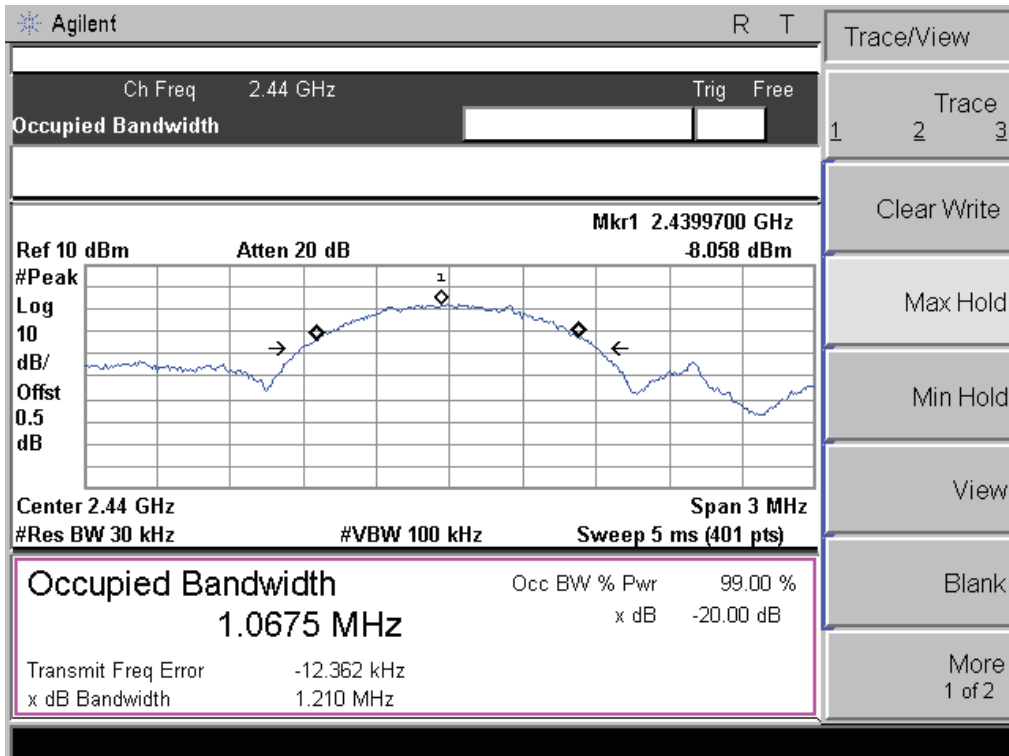 Agilent R T
Ch Freq 2.44 GHz Trig Free
Occupied Bandwidth
Mkr1 2.4399700 GHz
Ref 10 dBm Atten 20 dB -8.058 dBm
#Peak
Log
10
dB/
Offst
0.5
dB
1
Center 2.44 GHz Span 3 MHz
#Res BW 30 kHz #VBW 100 kHz Sweep 5 ms (401 pts)
Occupied Bandwidth
1.0675 MHz
Occ BW % Pwr 99.00 %
x dB -20.00 dB
Transmit Freq Error -12.362 kHz
x dB Bandwidth 1.210 MHz
Trace/View
Trace
1 2 3
Clear Write
Max Hold
Min Hold
View
Blank
More
1 of 2